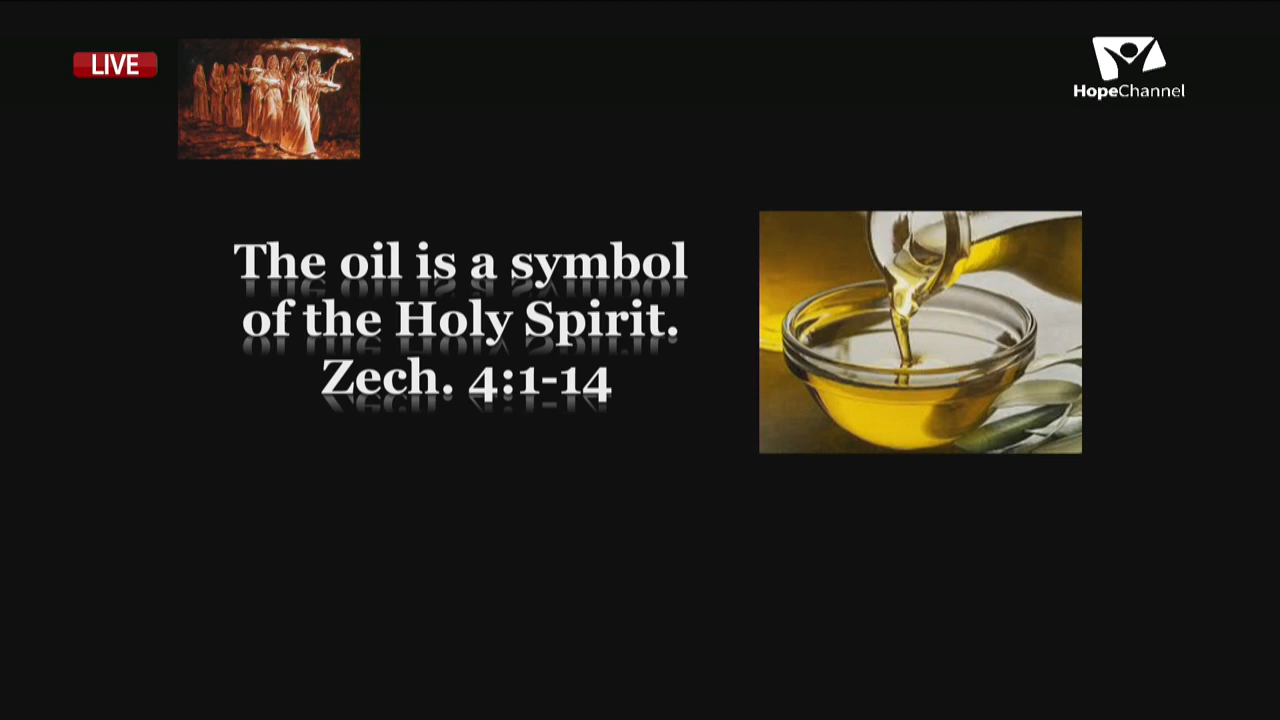 LIVE
HopeChannel
The oil is a symbol
of the Holy Spirit.
Zech. 4:1-14